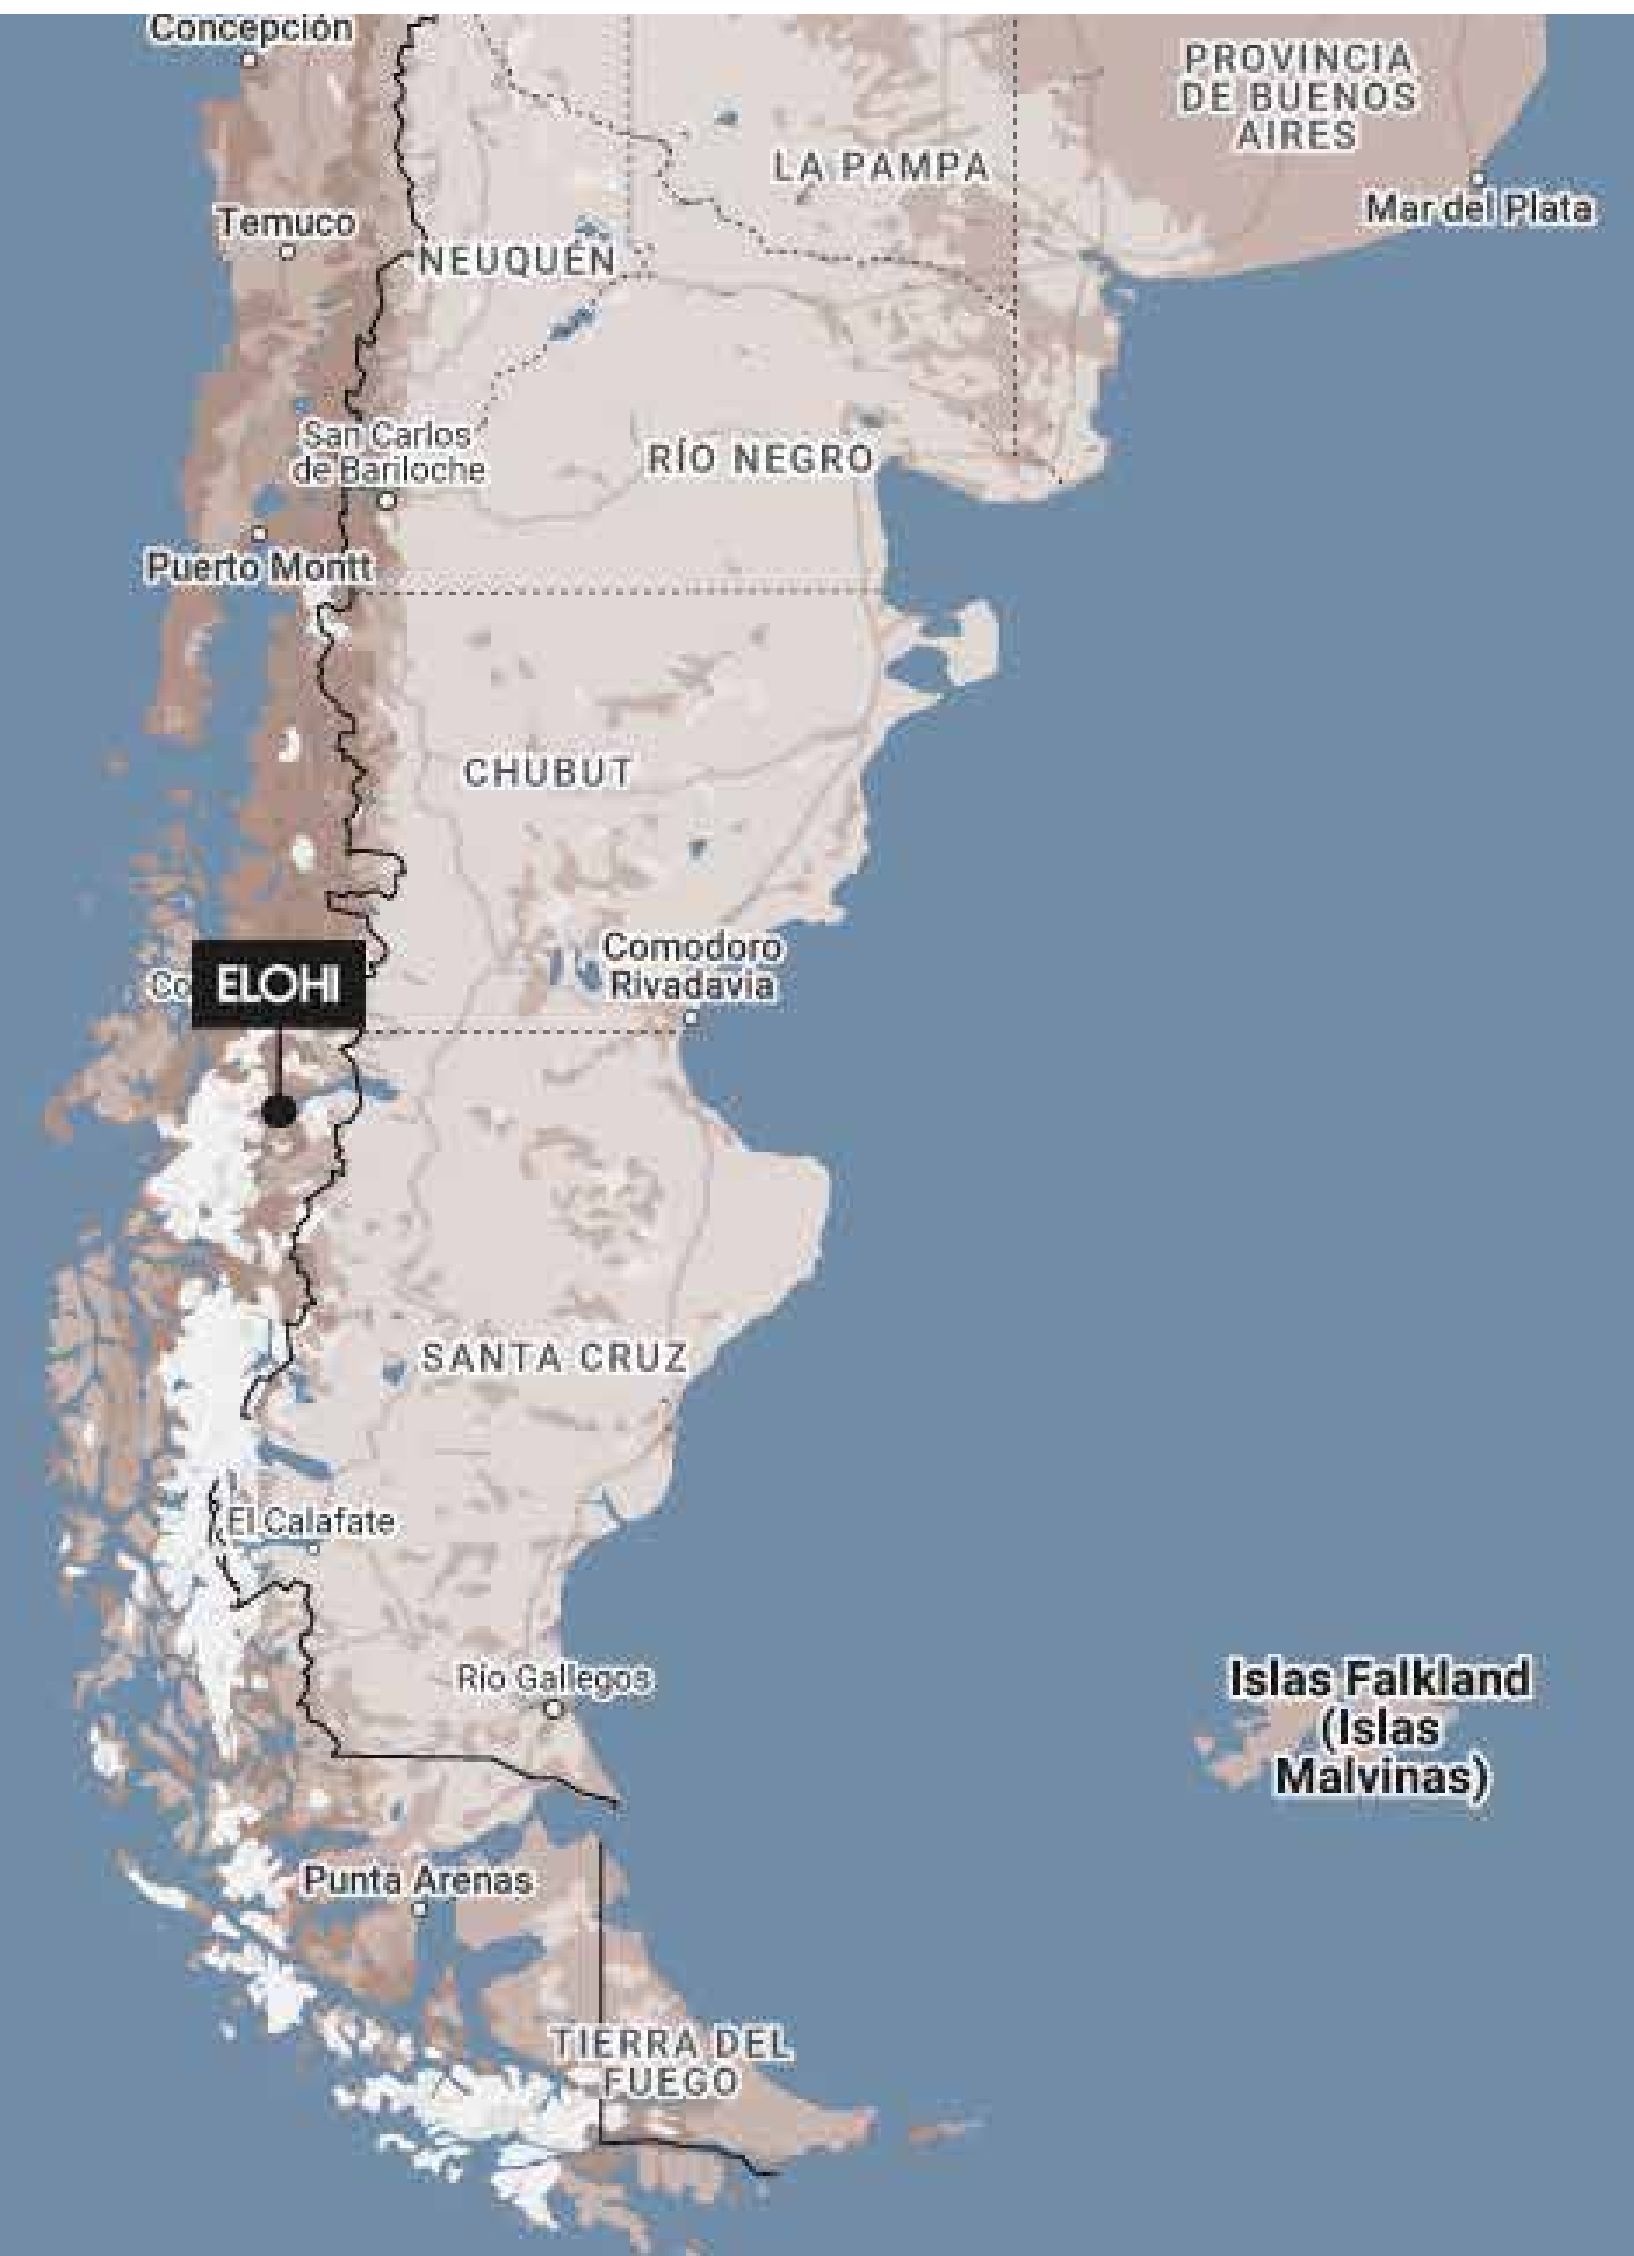 Concepción
PROVINCIA
DE BUENOS
AIRES
LA PAMPA
Mar del Plata
Temuco
NEUQUÉN
San Carlos
de Bariloche
RÍO NEGRO
Puerto Montt
CHUBUT
Comodoro
Rivadavia
Co
ELOHI
SANTA CRUZ
El Calafate
Río Gallegos
Islas Falkland
(Islas
Malvinas)
Punta Arenas
TIERRA DEL
FUEGO